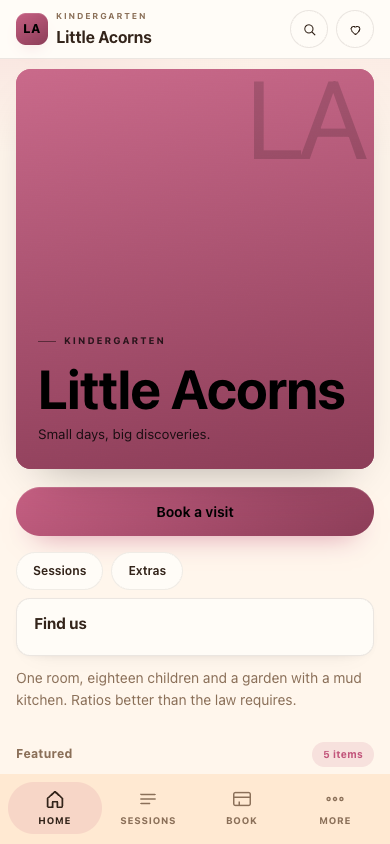 LA
KINDERGARTEN
Little Acorns
LA
KINDERGARTEN
Little Acorns
Small days, big discoveries.
Book a visit
Sessions
Extras
Find us
One room, eighteen children and a garden with a mud
kitchen. Ratios better than the law requires.
Featured
5 items
HOME
SESSIONS
BOOK
MORE